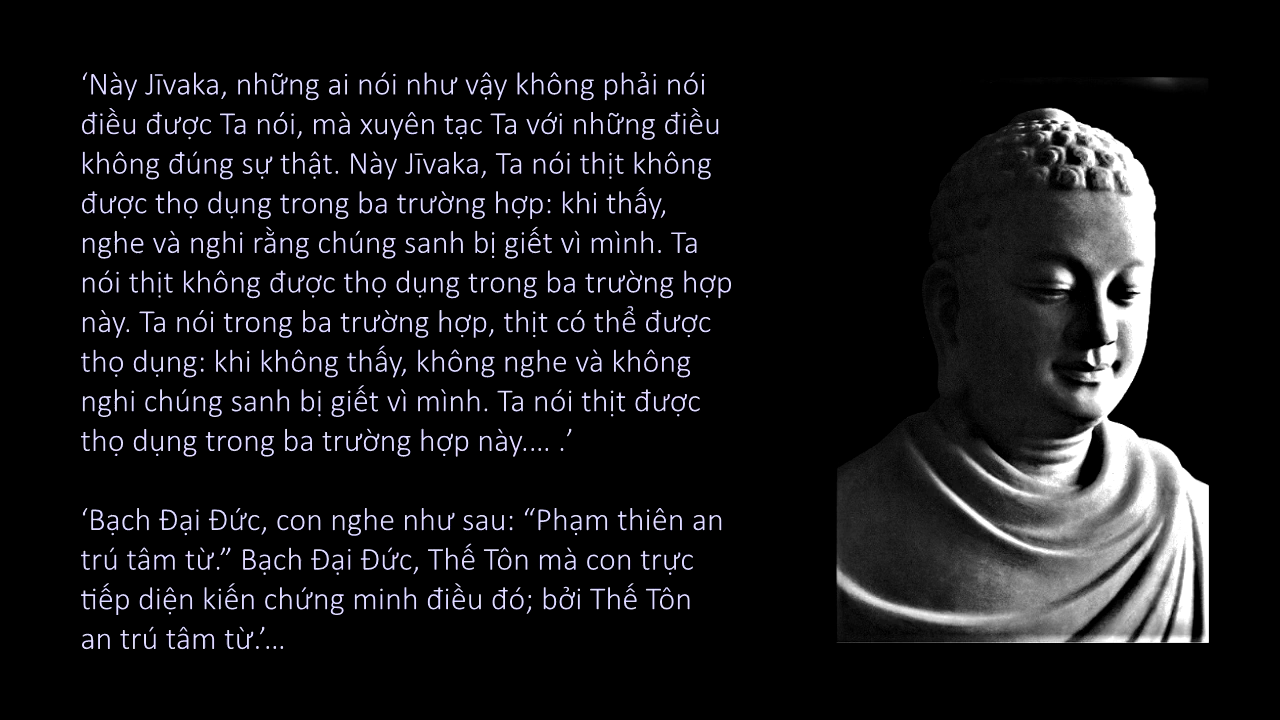 ‘Này Jīvaka, những ai nói như vậy không phải nói
điều được Ta nói, mà xuyên tạc Ta với những điều
không đúng sự thật. Này Jīvaka, Ta nói thịt không
được thọ dụng trong ba trường hợp: khi thấy,
nghe và nghi rằng chúng sanh bị giết vì mình. Ta
nói thịt không được thọ dụng trong ba trường hợp
này. Ta nói trong ba trường hợp, thịt có thể được
thọ dụng: khi không thấy, không nghe và không
nghi chúng sanh bị giết vì mình. Ta nói thịt được
thọ dụng trong ba trường hợp này.... .’
‘Bạch Đại Đức, con nghe như sau: “Phạm thiên an
trú tâm từ.” Bạch Đại Đức, Thế Tôn mà con trực
tiếp diện kiến chứng minh điều đó; bởi Thế Tôn
an trú tâm từ.’...